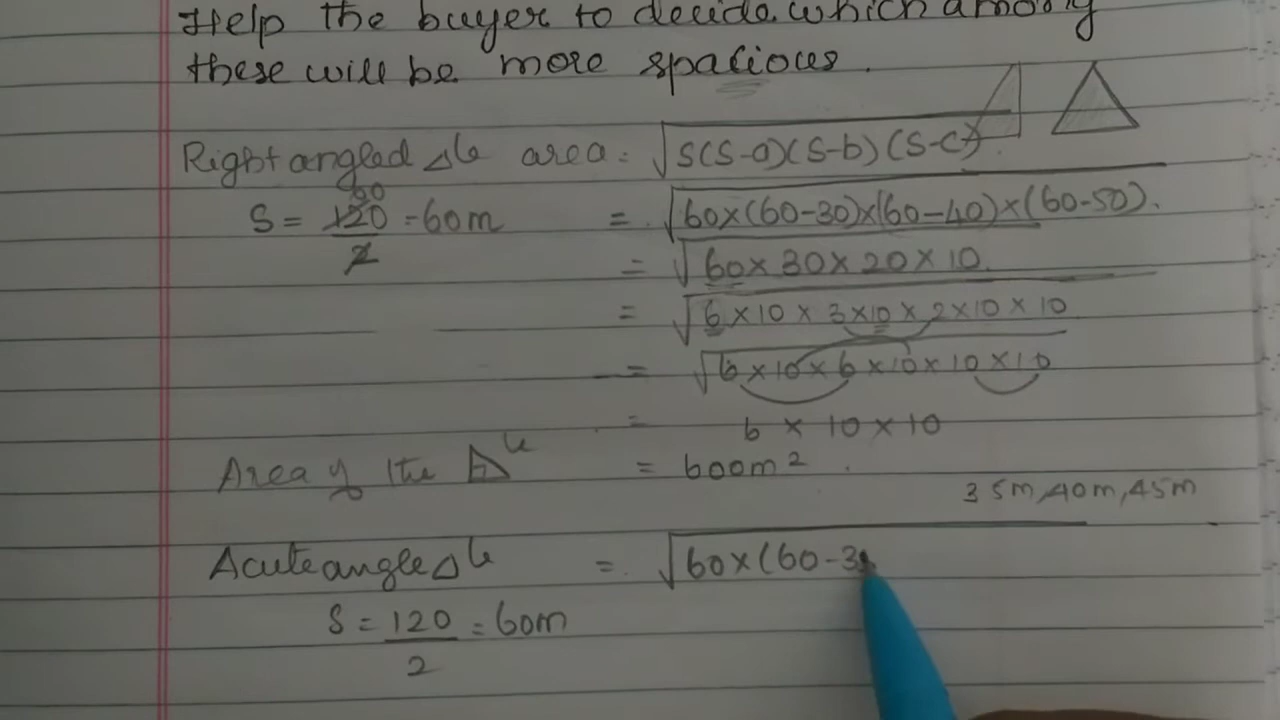 Help the buyer to decide which among
these will be more spacious.
Right angled △le area = √S(S-a)(S-b)(S-c)
S = 120/2 = 60m
60
= √60×(60-30)×(60-40)×(60-50).
= √60×30×20×10
= √6×10×3×10×2×10×10
= √6×10×6×10×10×10
= 6×10×10
Area of the △le = 600m².
35m, 40m, 45m
Acute angle △le = √60×(60-3
S = 120/2 = 60m